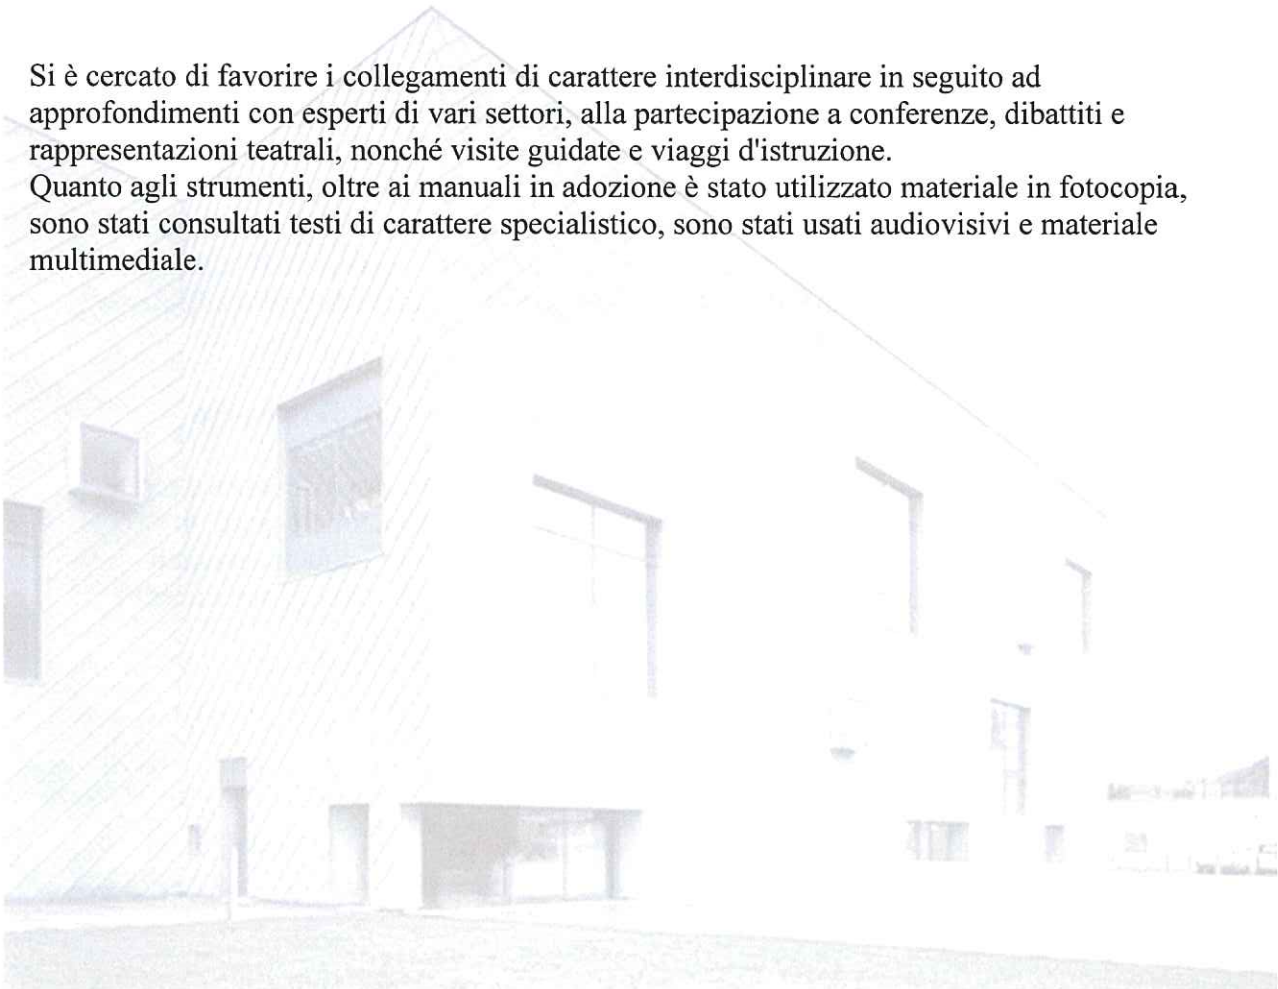 Si è cercato di favorire i collegamenti di carattere interdisciplinare in seguito ad
approfondimenti con esperti di vari settori, alla partecipazione a conferenze, dibattiti e
rappresentazioni teatrali, nonché visite guidate e viaggi d'istruzione.
Quanto agli strumenti, oltre ai manuali in adozione è stato utilizzato materiale in fotocopia,
sono stati consultati testi di carattere specialistico, sono stati usati audiovisivi e materiale
multimediale.